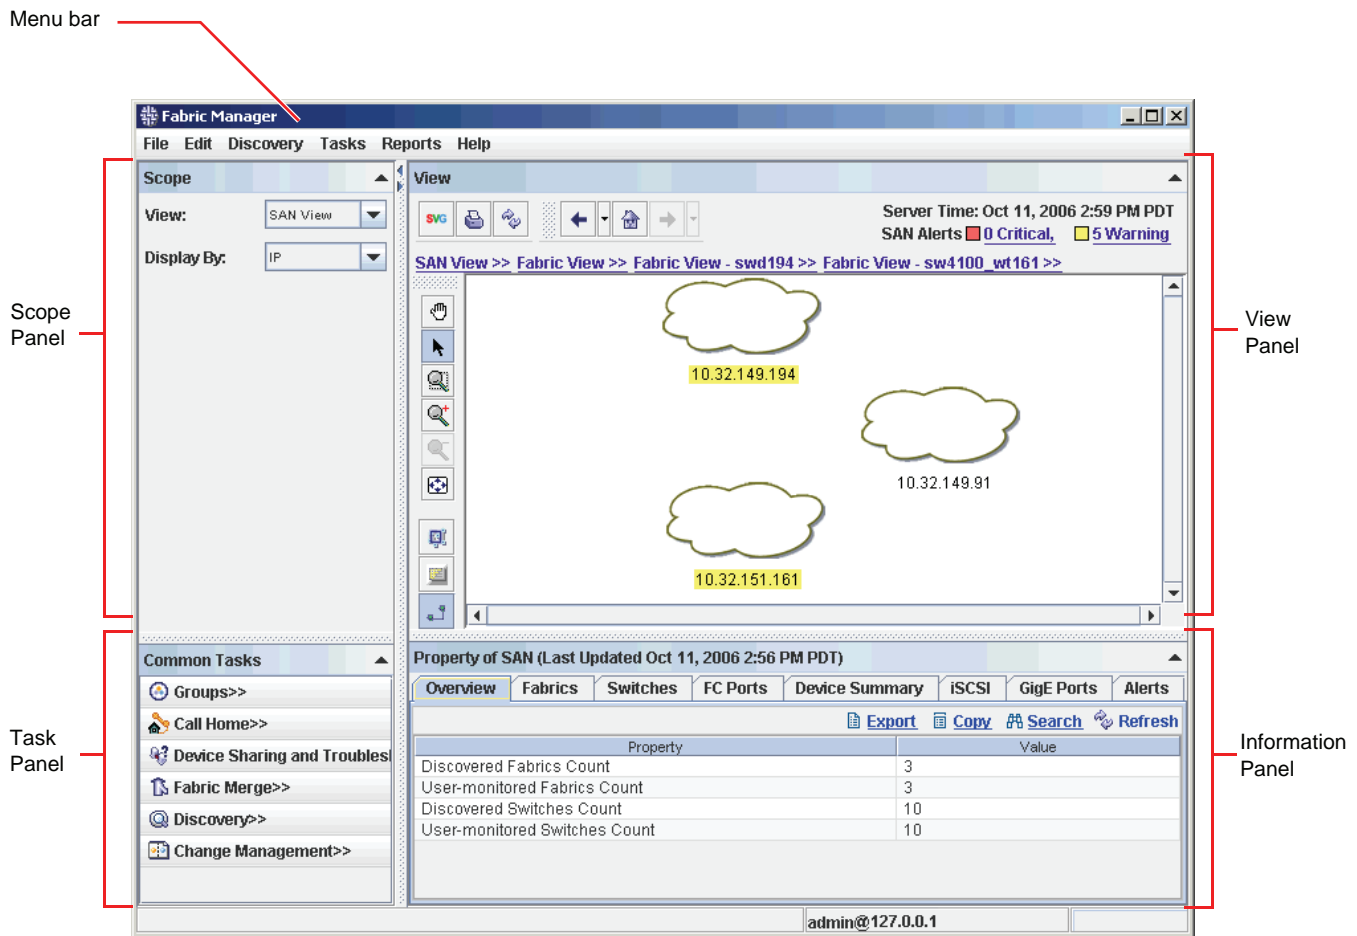 Menu bar
Fabric Manager
File Edit Discovery Tasks Reports Help
Scope
View: SAN View
Display By: IP
Scope
Panel
View
SVG
Server Time: Oct 11, 2006 2:59 PM PDT
SAN Alerts 0 Critical, 5 Warning
SAN View >> Fabric View >> Fabric View - swd194 >> Fabric View - sw4100_wt161 >>
10.32.149.194
10.32.149.91
10.32.151.161
View
Panel
Common Tasks
Groups>>
Call Home>>
Device Sharing and Troubles
Fabric Merge>>
Discovery>>
Change Management>>
Task
Panel
Property of SAN (Last Updated Oct 11, 2006 2:56 PM PDT)
Overview Fabrics Switches FC Ports Device Summary iSCSI GigE Ports Alerts
Export Copy Search Refresh
Property Value
Discovered Fabrics Count 3
User-monitored Fabrics Count 3
Discovered Switches Count 10
User-monitored Switches Count 10
Information
Panel
admin@127.0.0.1